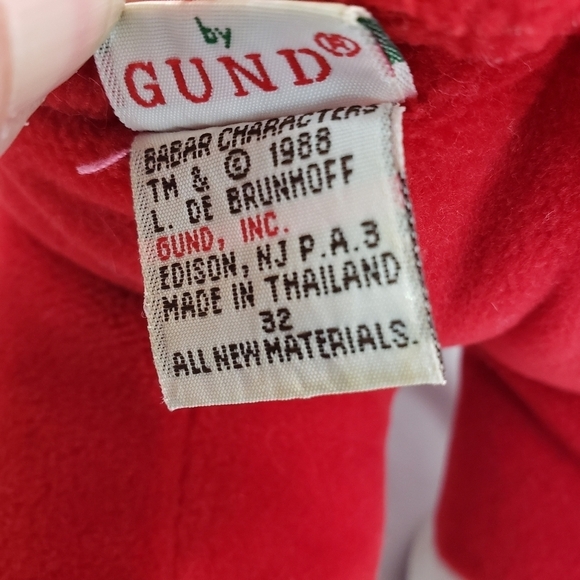 by
GUND®
BABAR CHARACTERS
TM & © 1988
L. DE BRUNHOFF
GUND, INC.
EDISON, NJ P.A.3
MADE IN THAILAND
32
ALL NEW MATERIALS.